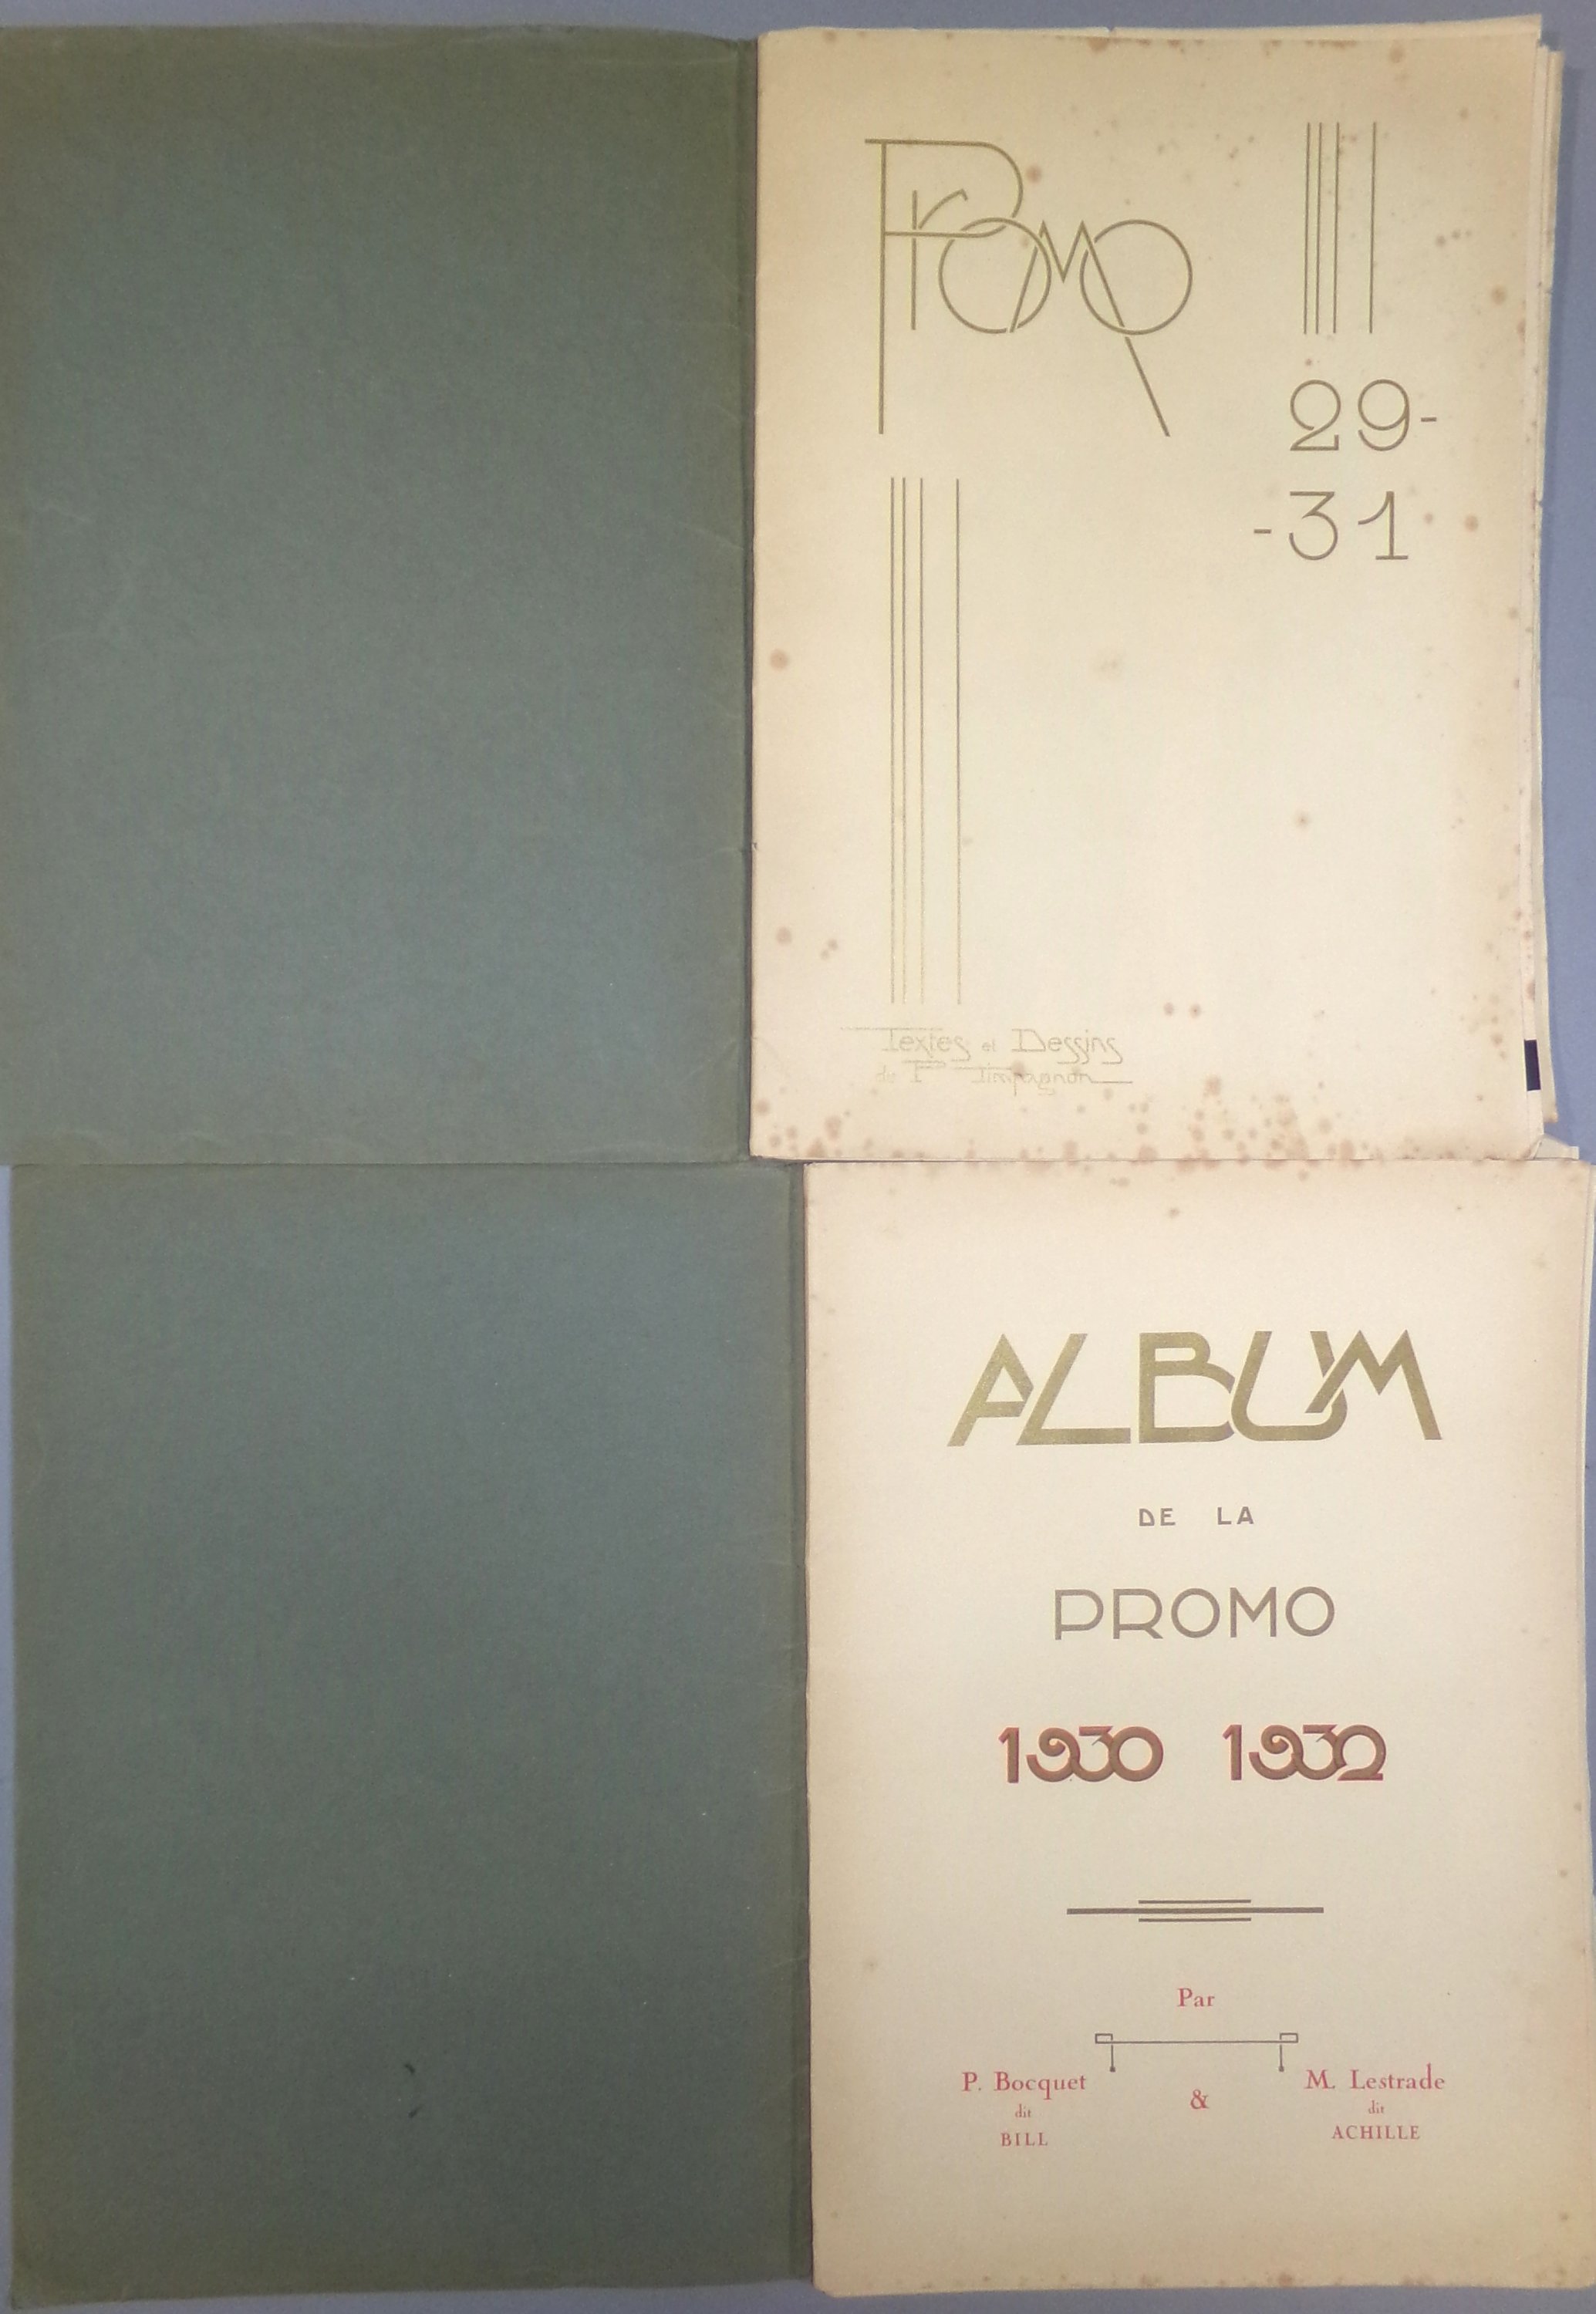 Promo
29-
-31
Textes et Dessins
ALBUM
DE LA
PROMO
1930 1932
Par
P. Bocquet & M. Lestrade
dit dit
BILL ACHILLE